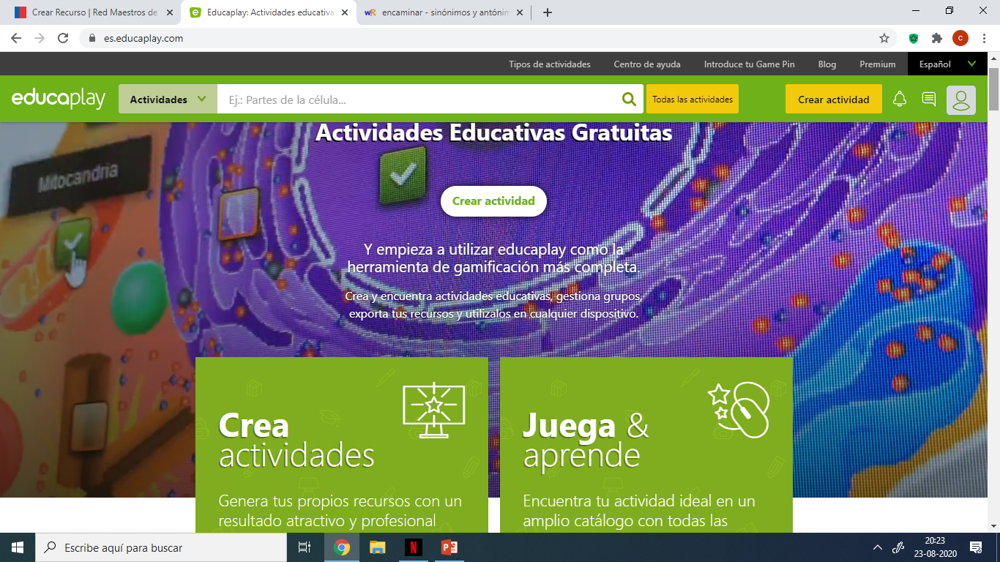 Crear Recurso | Red Maestros de
Educaplay: Actividades educativa
encaminar - sinónimos y antónim
es.educaplay.com
c
Tipos de actividades
Centro de ayuda
Introduce tu Game Pin
Blog
Premium
Español
educaplay
Actividades
Ej.: Partes de la célula...
Todas las actividades
Crear actividad
Actividades Educativas Gratuitas
Mitocandria
Crear actividad
Y empieza a utilizar educaplay como la
herramienta de gamificación más completa.
Crea y encuentra actividades educativas, gestiona grupos,
exporta tus recursos y utilízalos en cualquier dispositivo.
Crea
actividades
Genera tus propios recursos con un
resultado atractivo y profesional
Juega &
aprende
Encuentra tu actividad ideal en un
amplio catálogo con todas las
Escribe aquí para buscar
20:23
23-08-2020